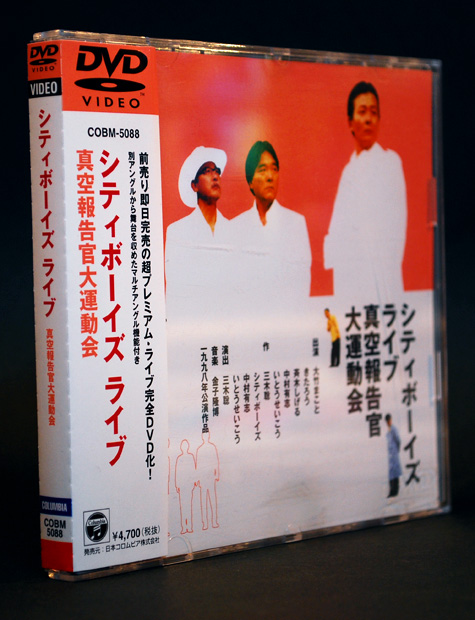 DVD
VIDEO
VIDEO
シティボーイズ ライブ
真空報告官大運動会
COLUMBIA
COBM
5088
DVD
VIDEO
COBM-5088
前売り即日完売の超プレミアム・ライブ完全DVD化!
別アングルから舞台を収めたマルチアングル機能付き
シティボーイズ ライブ
真空報告官大運動会
Columbia
¥4,700(税抜)
発売元:日本コロムビア株式会社
シティボーイズ
ライブ
真空報告官
大運動会
出演 大竹まこと
きたろう
斉木しげる
中村有志
いとうせいこう
作 三木聡
シティボーイズ
中村有志
いとうせいこう
演出 三木聡
音楽 金子隆博
一九九八年公演作品